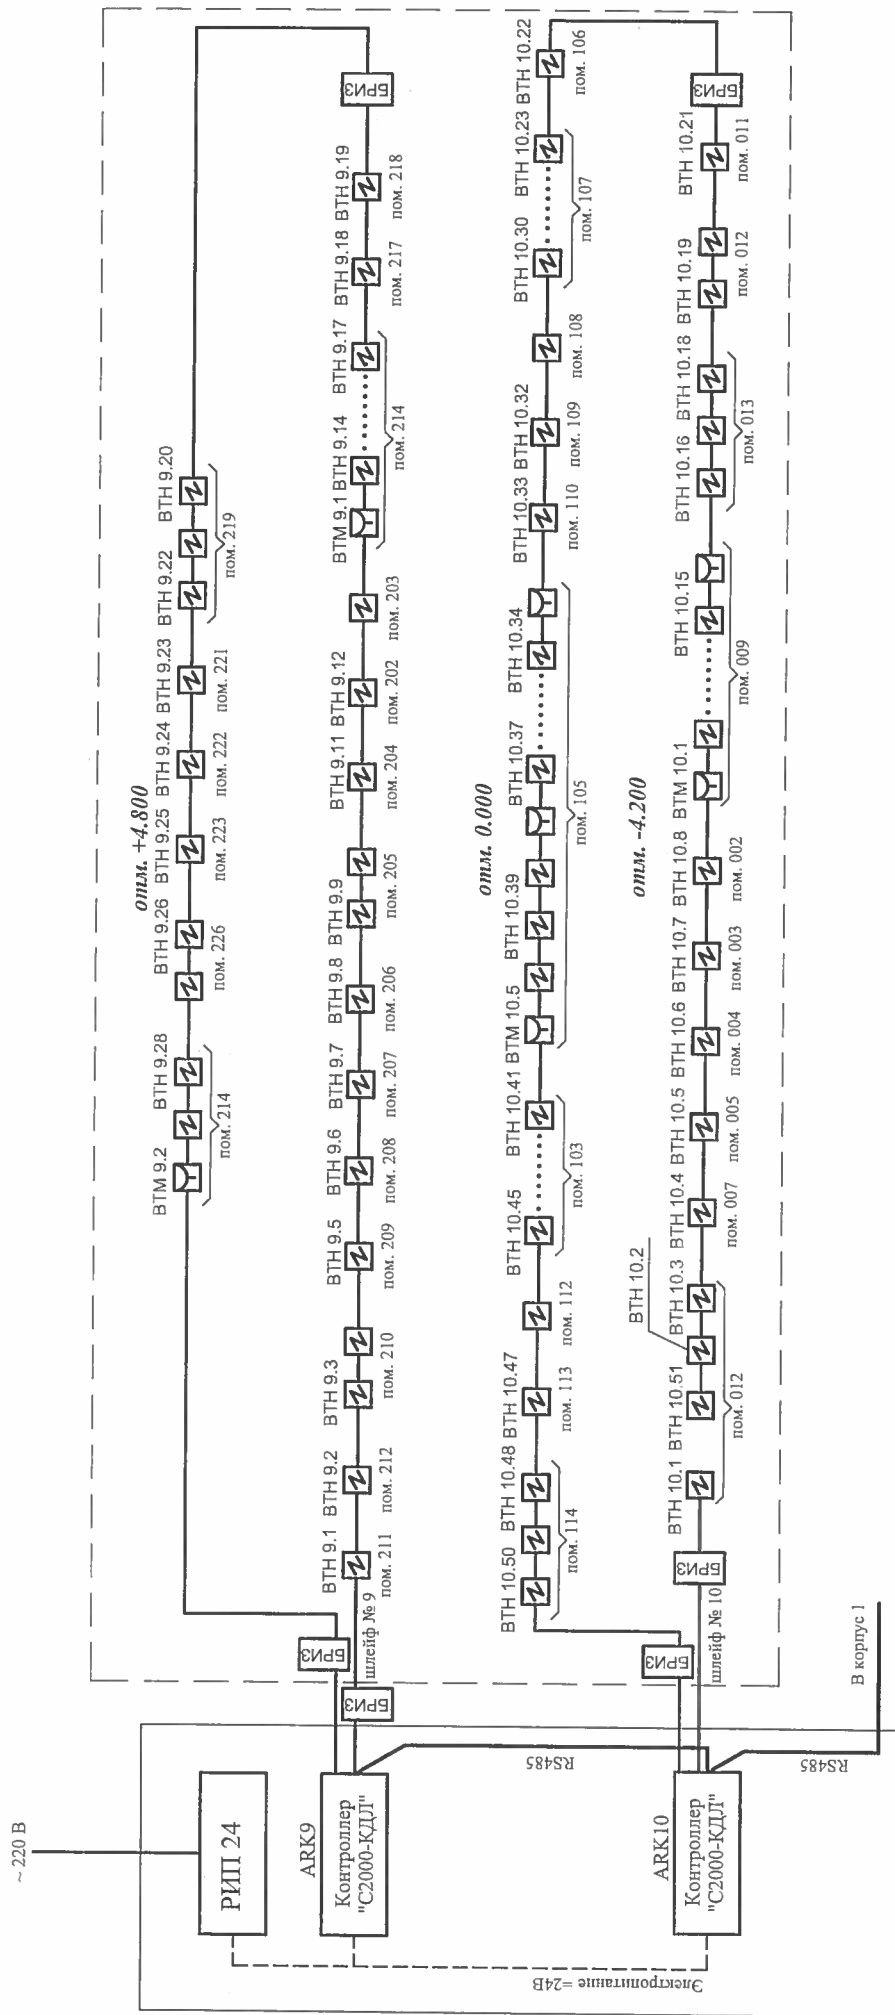 ~ 220 В
РИП 24
ARK9
Контроллер
"С2000-КДЛ"
ARK10
Контроллер
"С2000-КДЛ"
Электропитание =24В
RS485
RS485
В корпус 1
БРИЗ
БРИЗ
шлейф № 9
БРИЗ
БРИЗ
шлейф № 10
отм. +4.800
ВТМ 9.2
ВТН 9.28
пом. 214
ВТН 9.26
пом. 226
ВТН 9.25
пом. 223
ВТН 9.24
пом. 222
ВТН 9.23
пом. 221
ВТН 9.22
ВТН 9.20
пом. 219
ВТН 9.1
пом. 211
ВТН 9.2
пом. 212
ВТН 9.3
пом. 210
ВТН 9.5
пом. 209
ВТН 9.6
пом. 208
ВТН 9.7
пом. 207
ВТН 9.8
пом. 206
ВТН 9.9
пом. 205
ВТН 9.11
пом. 204
ВТН 9.12
пом. 202
пом. 203
ВТМ 9.1
ВТН 9.14
ВТН 9.17
пом. 214
ВТН 9.18
пом. 217
ВТН 9.19
пом. 218
БРИЗ
отм. 0.000
ВТН 10.50
ВТН 10.48
пом. 114
ВТН 10.47
пом. 113
пом. 112
ВТН 10.45
ВТН 10.41
пом. 103
ВТМ 10.5
ВТН 10.39
ВТН 10.37
ВТН 10.34
пом. 105
ВТН 10.33
пом. 110
ВТН 10.32
пом. 109
пом. 108
ВТН 10.30
ВТН 10.23
пом. 107
ВТН 10.22
пом. 106
отм. -4.200
ВТН 10.1
ВТН 10.51
ВТН 10.2
ВТН 10.3
пом. 012
ВТН 10.4
пом. 007
ВТН 10.5
пом. 005
ВТН 10.6
пом. 004
ВТН 10.7
пом. 003
ВТН 10.8
пом. 002
ВТМ 10.1
ВТН 10.15
пом. 009
ВТН 10.16
ВТН 10.18
пом. 013
ВТН 10.19
пом. 012
ВТН 10.21
пом. 011
БРИЗ